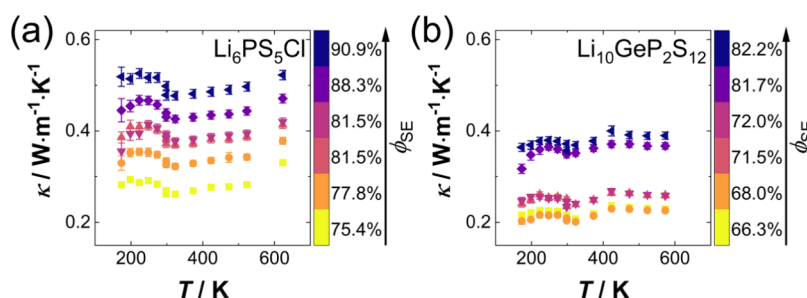 (a)
Li₆PS₅Cl
κ / W·m⁻¹·K⁻¹
0.6
0.4
0.2
200 400 600
T / K
90.9%
88.3%
81.5%
81.5%
77.8%
75.4%
ϕSE
(b)
Li₁₀GeP₂S₁₂
κ / W·m⁻¹·K⁻¹
0.6
0.4
0.2
200 400 600
T / K
82.2%
81.7%
72.0%
71.5%
68.0%
66.3%
ϕSE